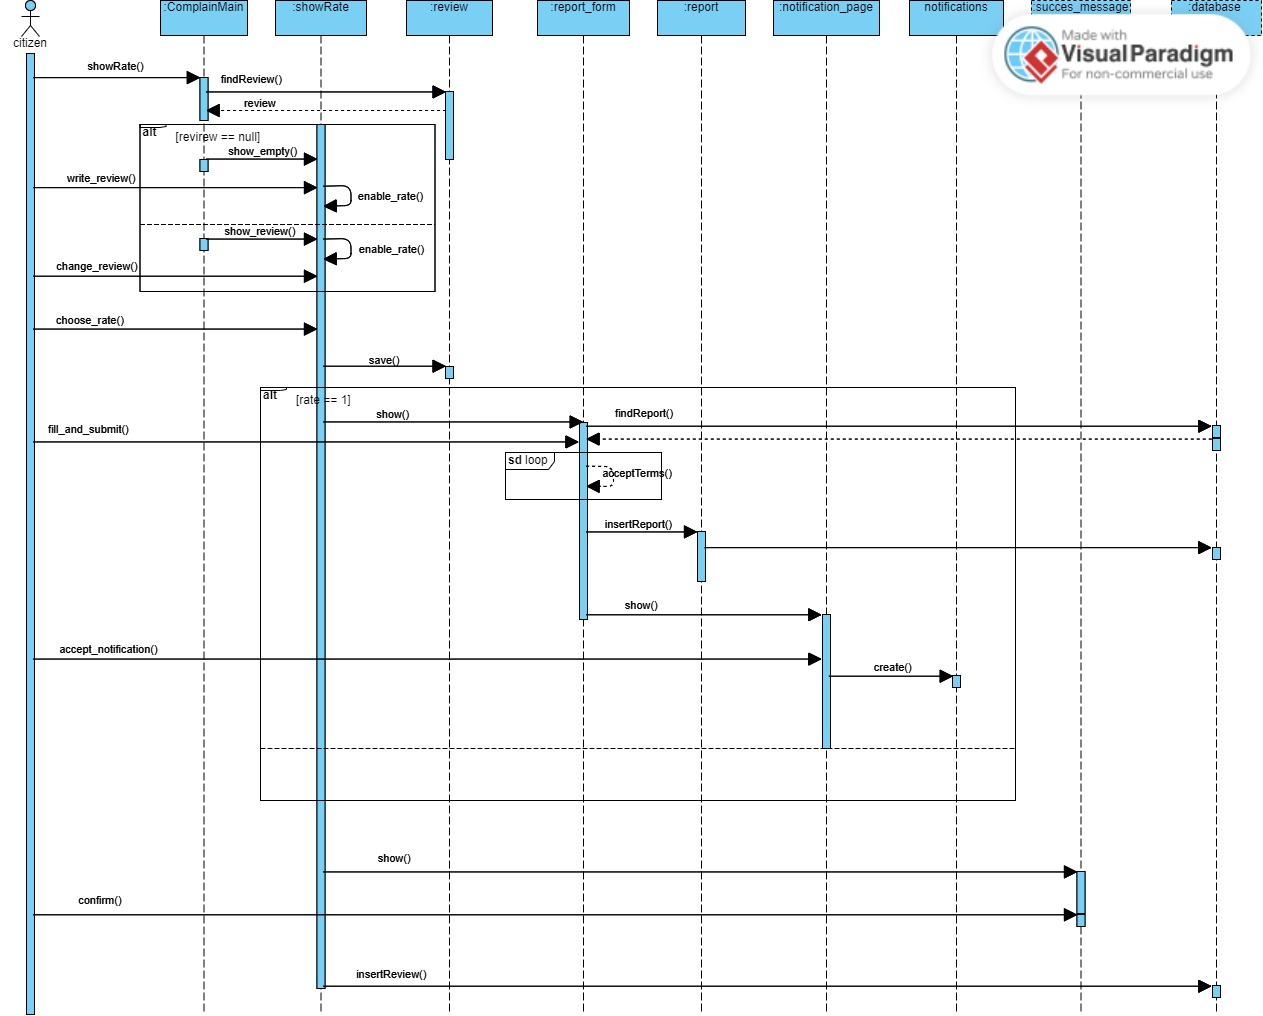 :ComplainMain
:showRate
:review
:report_form
:report
:notification_page
notifications
:succes_message
:database
citizen
Made with
VisualParadigm
For non-commercial use
showRate()
findReview()
review
alt
[revirew == null]
show_empty()
write_review()
enable_rate()
show_review()
enable_rate()
change_review()
choose_rate()
save()
alt
[rate == 1]
show()
findReport()
fill_and_submit()
sd loop
acceptTerms()
insertReport()
show()
accept_notification()
create()
show()
confirm()
insertReview()